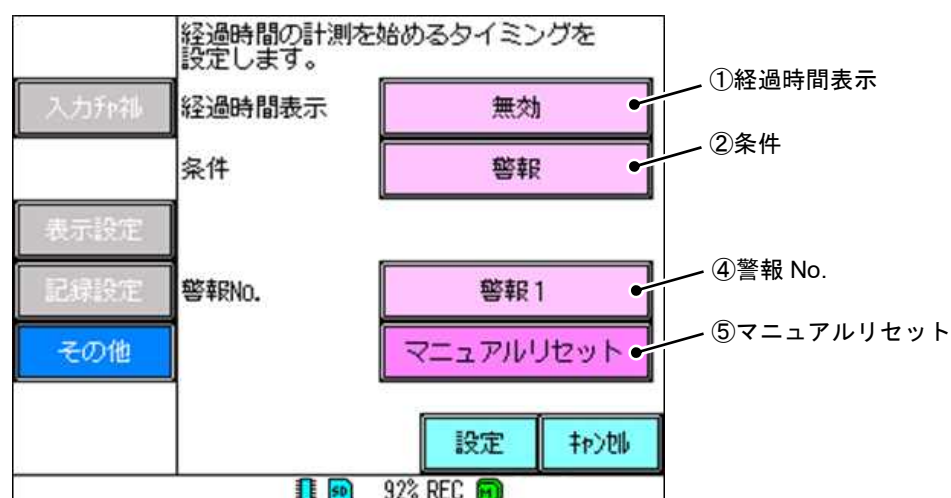 経過時間の計測を始めるタイミングを
設定します。
入力ﾁｬﾈﾙ
経過時間表示
無効
①経過時間表示
条件
警報
②条件
表示設定
記録設定
警報No.
警報1
④警報 No.
その他
マニュアルリセット
⑤マニュアルリセット
設定
ｷｬﾝｾﾙ
SD
92% REC
M